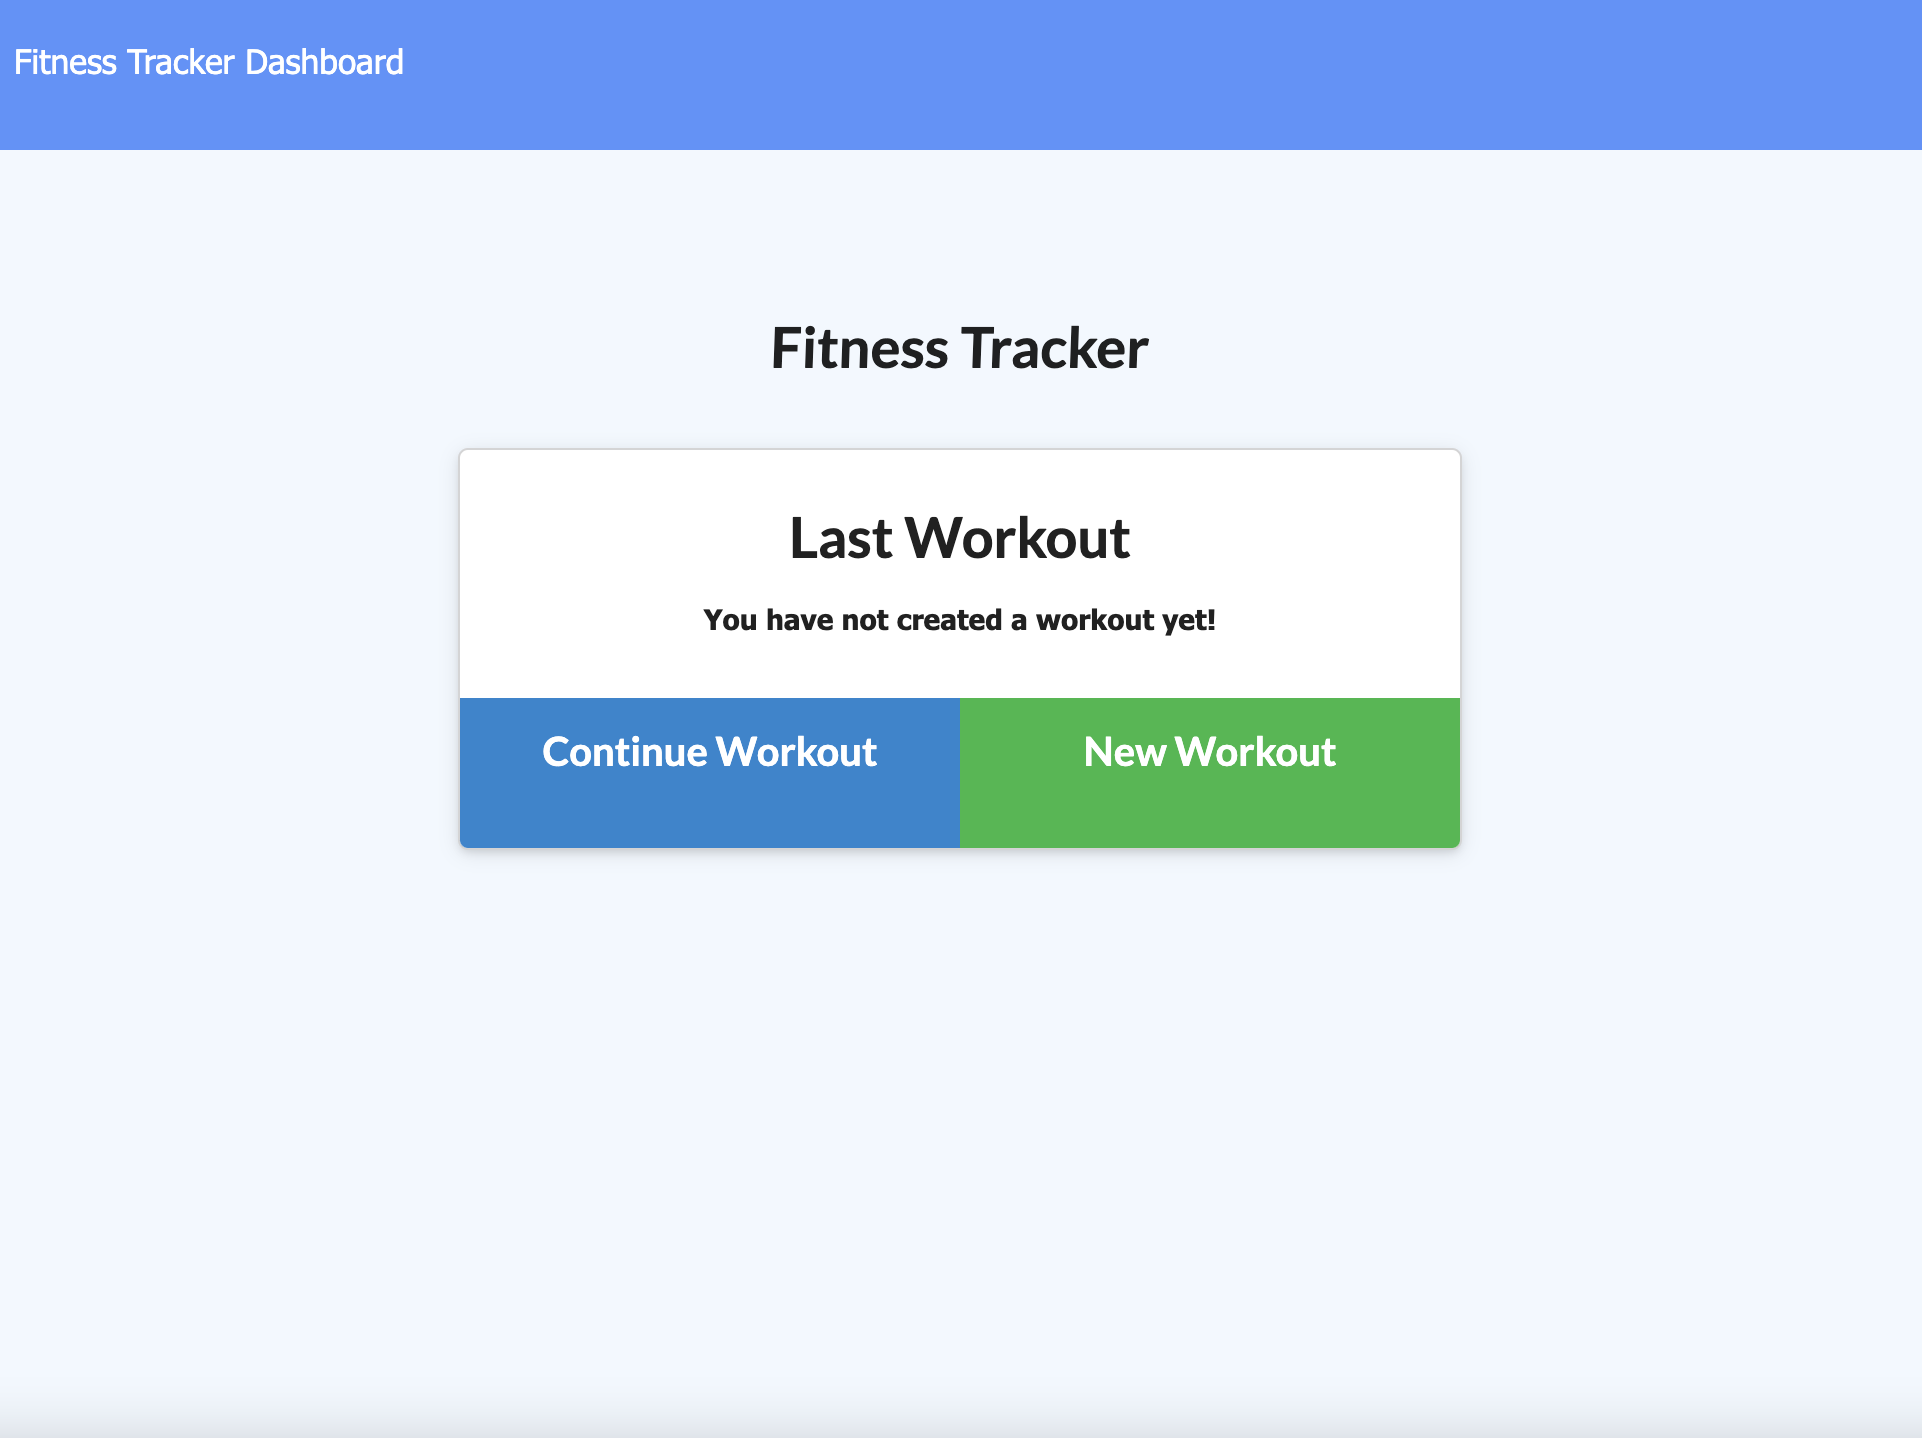 Fitness Tracker Dashboard
Fitness Tracker
Last Workout
You have not created a workout yet!
Continue Workout
New Workout